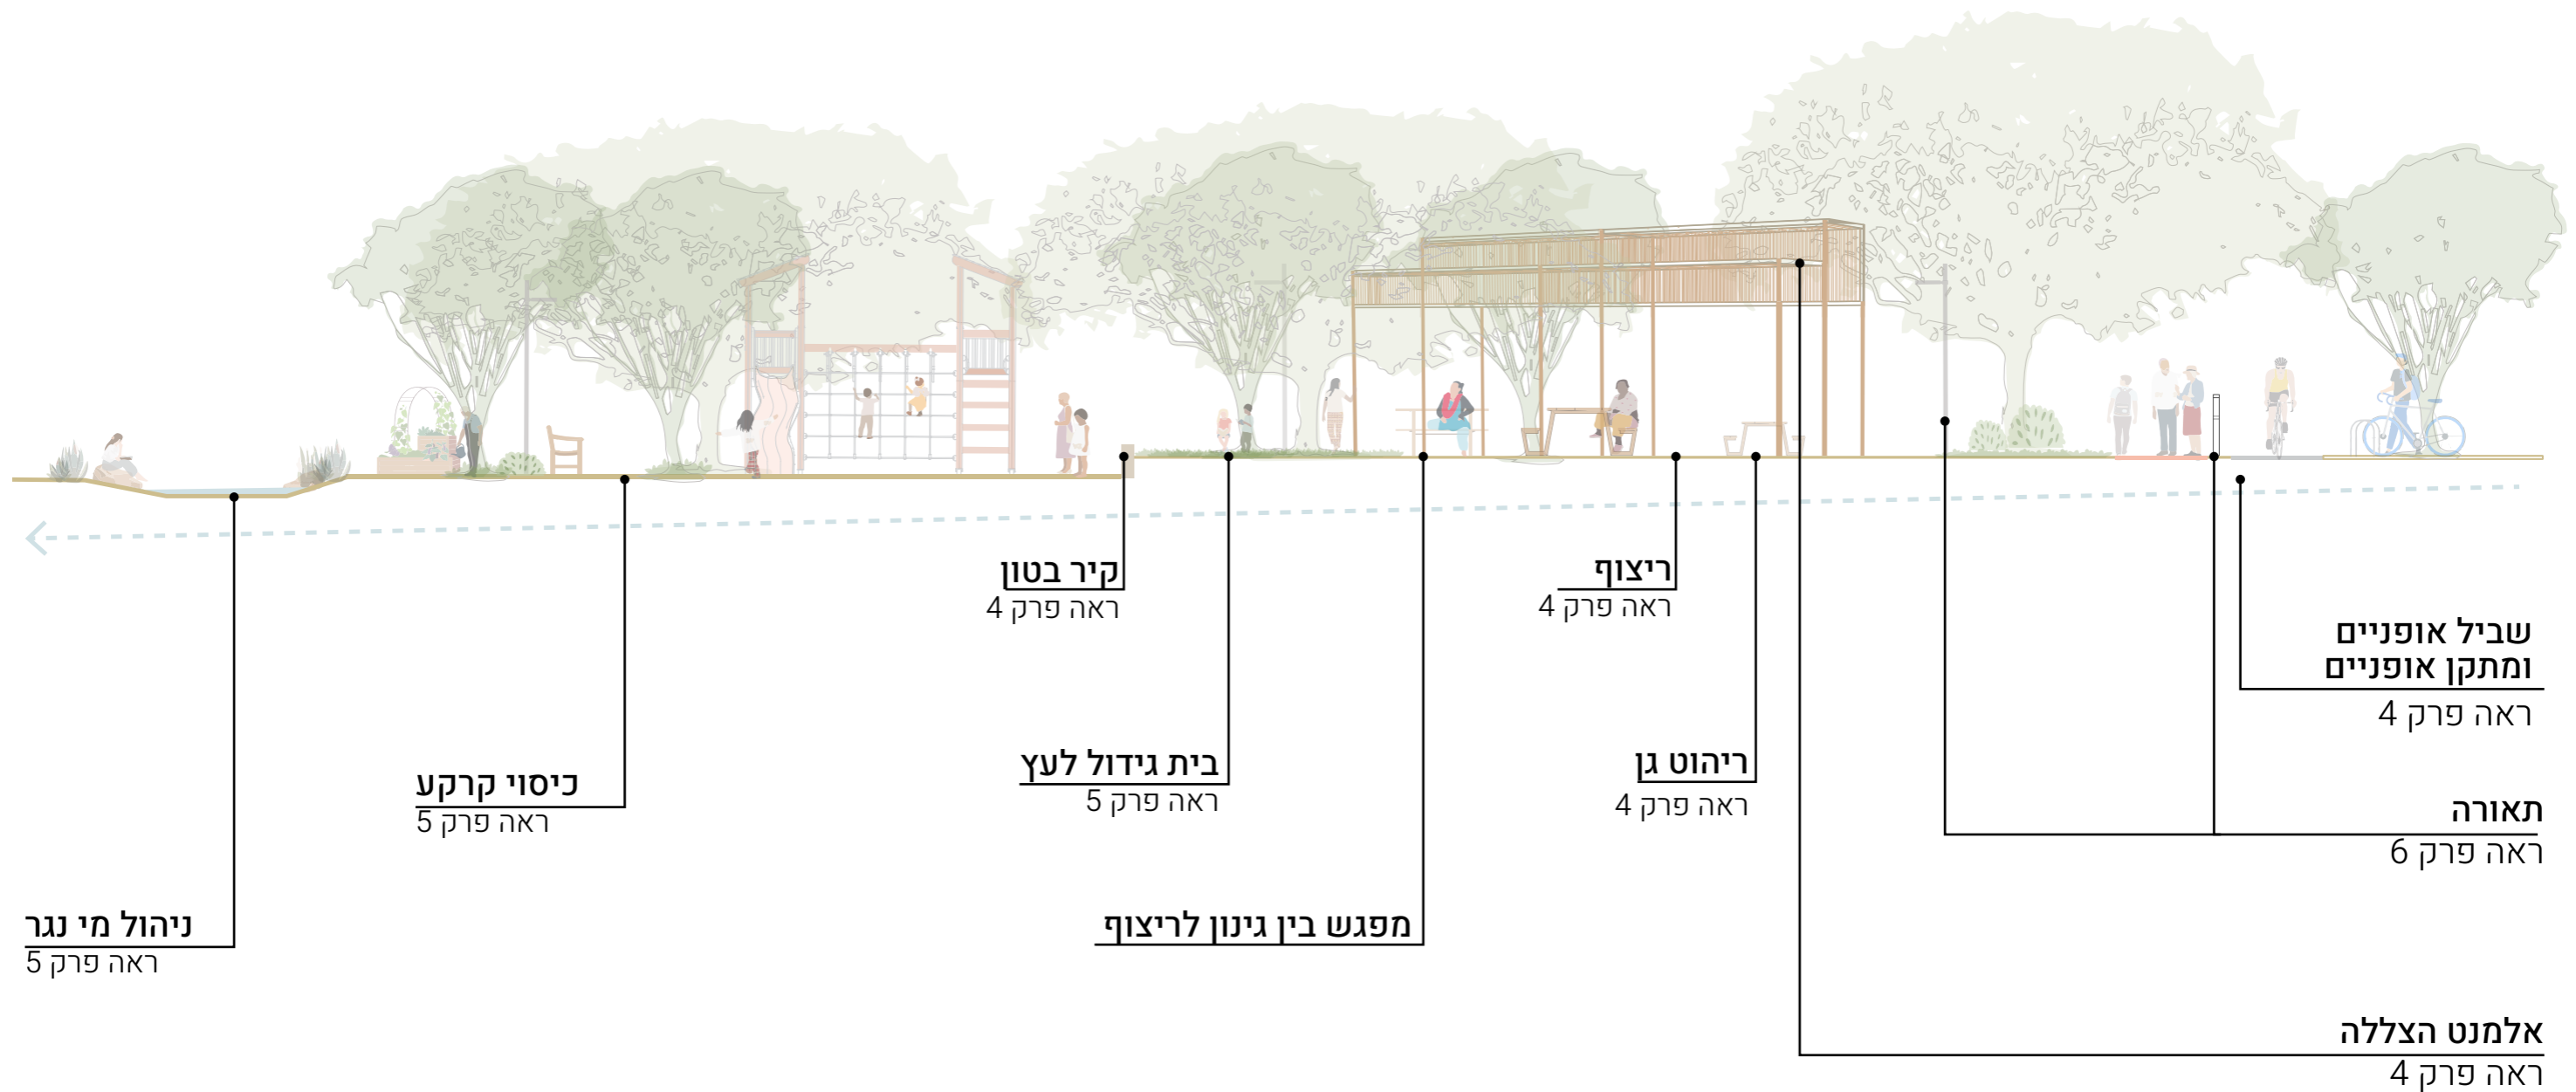 קיר בטון
ראה פרק 4
ריצוף
ראה פרק 4
שביל אופניים
ומתקן אופניים
ראה פרק 4
ריהוט גן
ראה פרק 4
בית גידול לעץ
ראה פרק 5
כיסוי קרקע
ראה פרק 5
תאורה
ראה פרק 6
מפגש בין גינון לריצוף
ניהול מי נגר
ראה פרק 5
אלמנט הצללה
ראה פרק 4